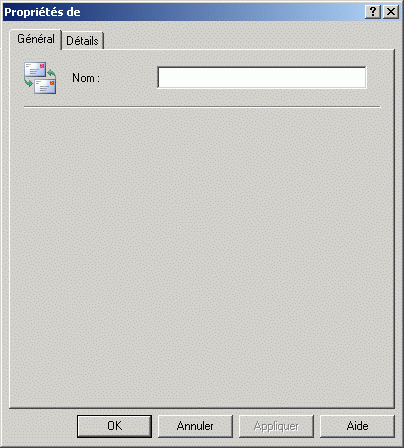 Propriétés de
Général Détails
Nom :
OK Annuler Appliquer Aide